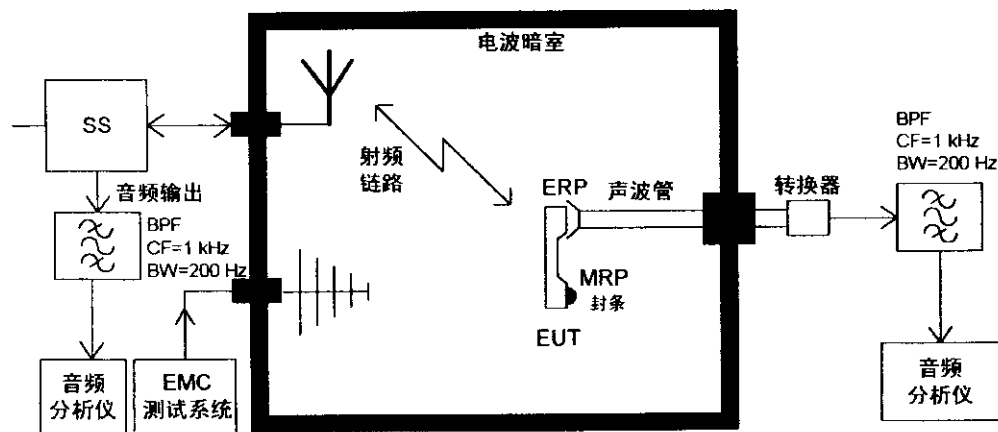 电波暗室
SS
音频输出
BPF
CF=1 kHz
BW=200 Hz
射频
链路
ERP
声波管
转换器
BPF
CF=1 kHz
BW=200 Hz
MRP
封条
EUT
音频
分析仪
EMC
测试系统
音频
分析仪